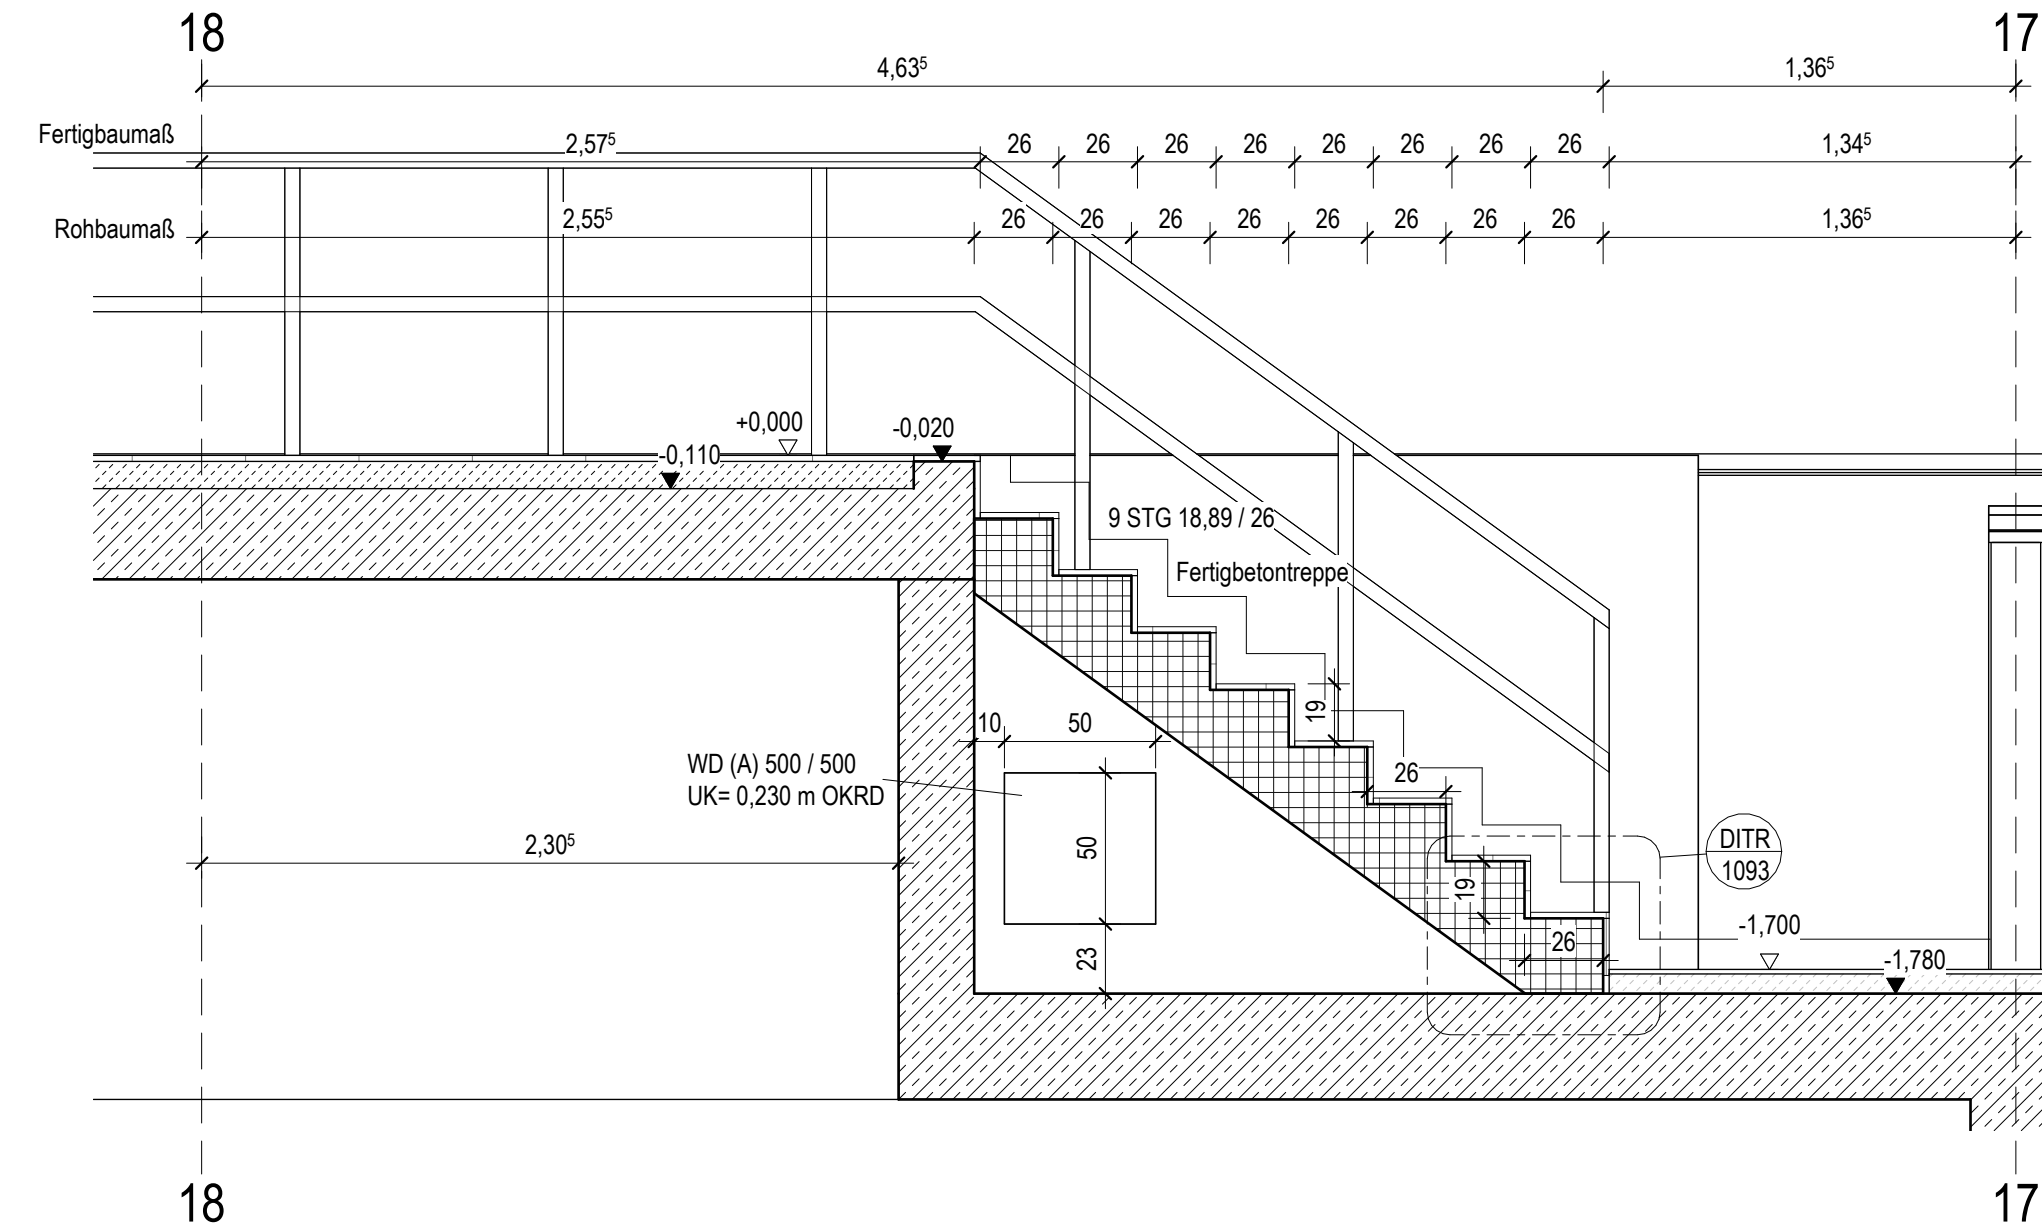 18
17
4,63⁵
1,36⁵
Fertigbaumaß
2,57⁵
26 26 26 26 26 26 26 26
1,34⁵
Rohbaumaß
2,55⁵
26 26 26 26 26 26 26 26
1,36⁵
+0,000
-0,020
-0,110
9 STG 18,89 / 26
Fertigbetontreppe
19
10
50
WD (A) 500 / 500
UK= 0,230 m OKRD
26
2,30⁵
50
DITR
1093
19
23
26
-1,700
-1,780
18
17